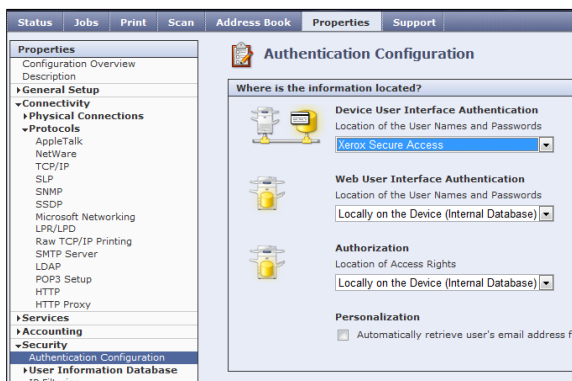 Status Jobs Print Scan Address Book Properties Support
Properties
Configuration Overview
Description
General Setup
Connectivity
Physical Connections
Protocols
AppleTalk
NetWare
TCP/IP
SLP
SNMP
SSDP
Microsoft Networking
LPR/LPD
Raw TCP/IP Printing
SMTP Server
LDAP
POP3 Setup
HTTP
HTTP Proxy
Services
Accounting
Security
Authentication Configuration
User Information Database
Authentication Configuration
Where is the information located?
Device User Interface Authentication
Location of the User Names and Passwords
Xerox Secure Access
Web User Interface Authentication
Location of the User Names and Passwords
Locally on the Device (Internal Database)
Authorization
Location of Access Rights
Locally on the Device (Internal Database)
Personalization
Automatically retrieve user's email address f